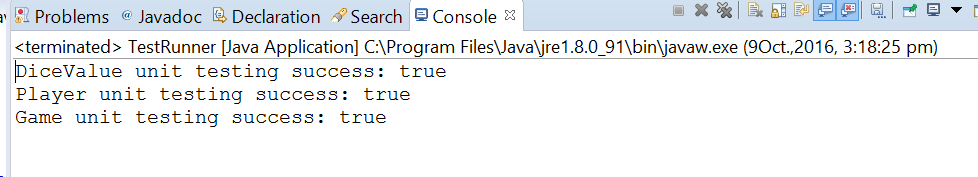 Problems @ Javadoc Declaration Search Console
<terminated> TestRunner [Java Application] C:\Program Files\Java\jre1.8.0_91\bin\javaw.exe (9Oct.,2016, 3:18:25 pm)
DiceValue unit testing success: true
Player unit testing success: true
Game unit testing success: true